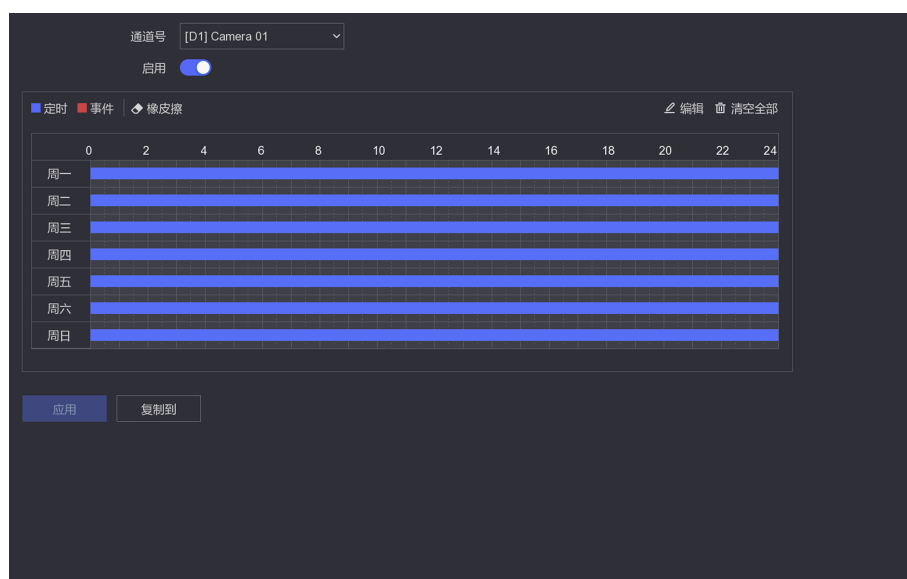 通道号 [D1] Camera 01
启用
定时 事件 橡皮擦 编辑 清空全部
0 2 4 6 8 10 12 14 16 18 20 22 24
周一
周二
周三
周四
周五
周六
周日
应用 复制到